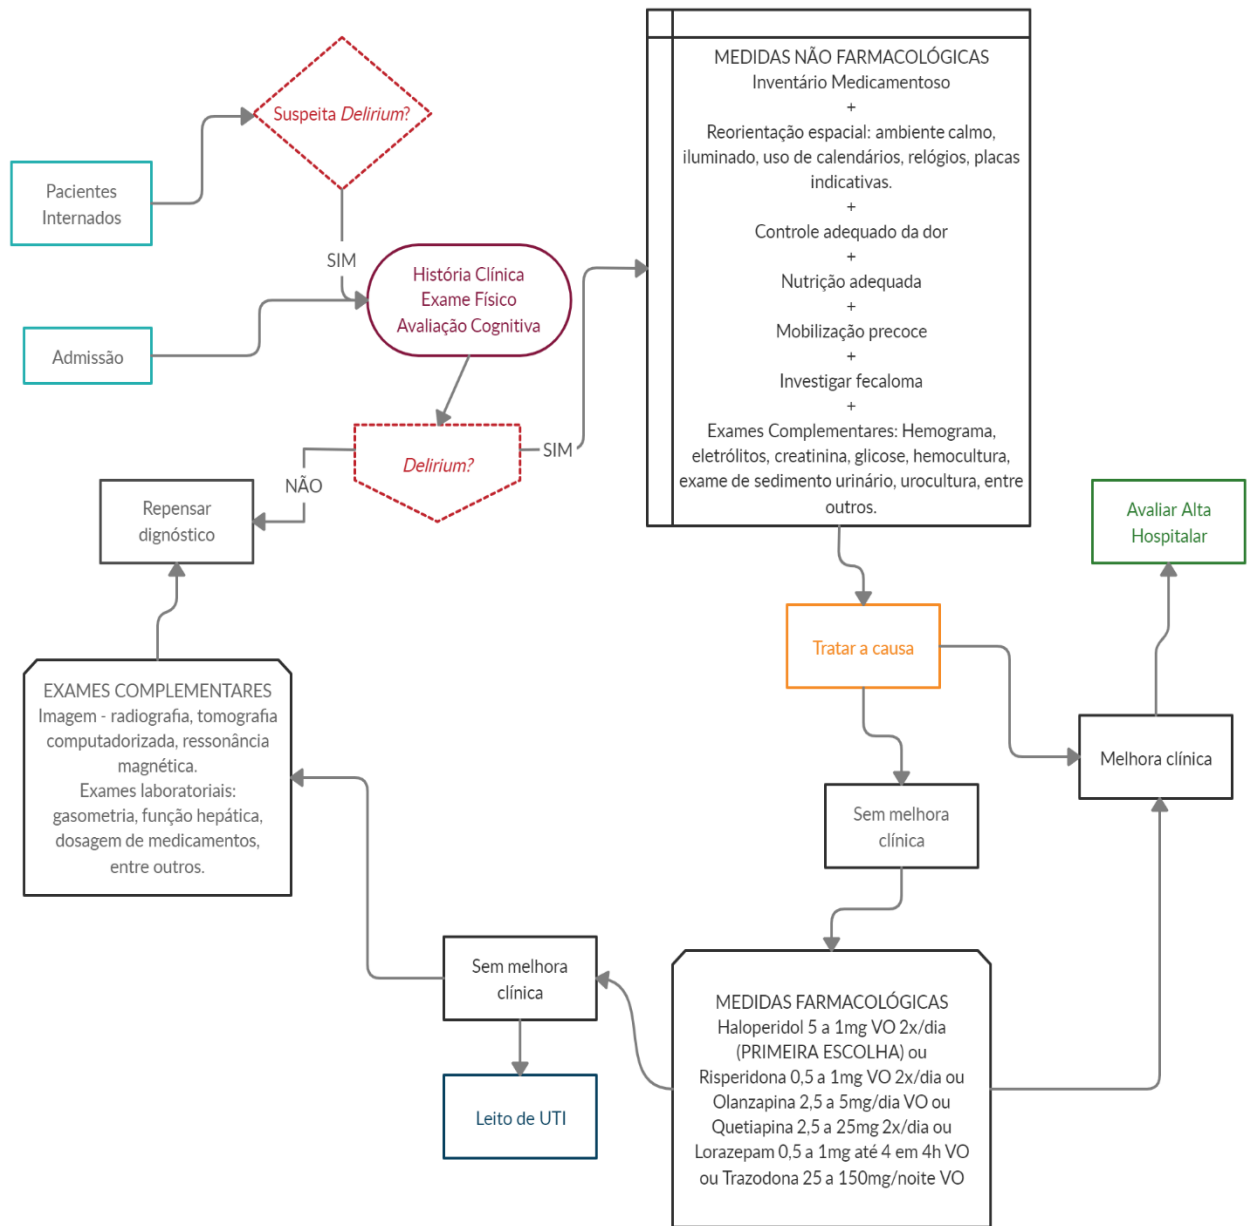 Suspeita Delirium?
Pacientes
Internados
SIM
Admissão
História Clínica
Exame Físico
Avaliação Cognitiva
Delirium?
SIM
NÃO
Repensar
dignóstico
MEDIDAS NÃO FARMACOLÓGICAS
Inventário Medicamentoso
+
Reorientação espacial: ambiente calmo,
iluminado, uso de calendários, relógios, placas
indicativas.
+
Controle adequado da dor
+
Nutrição adequada
+
Mobilização precoce
+
Investigar fecaloma
+
Exames Complementares: Hemograma,
eletrólitos, creatinina, glicose, hemocultura,
exame de sedimento urinário, urocultura, entre
outros.
Avaliar Alta
Hospitalar
Tratar a causa
Melhora clínica
Sem melhora
clínica
EXAMES COMPLEMENTARES
Imagem - radiografia, tomografia
computadorizada, ressonância
magnética.
Exames laboratoriais:
gasometria, função hepática,
dosagem de medicamentos,
entre outros.
Sem melhora
clínica
Leito de UTI
MEDIDAS FARMACOLÓGICAS
Haloperidol 5 a 1mg VO 2x/dia
(PRIMEIRA ESCOLHA) ou
Risperidona 0,5 a 1mg VO 2x/dia ou
Olanzapina 2,5 a 5mg/dia VO ou
Quetiapina 2,5 a 25mg 2x/dia ou
Lorazepam 0,5 a 1mg até 4 em 4h VO
ou Trazodona 25 a 150mg/noite VO